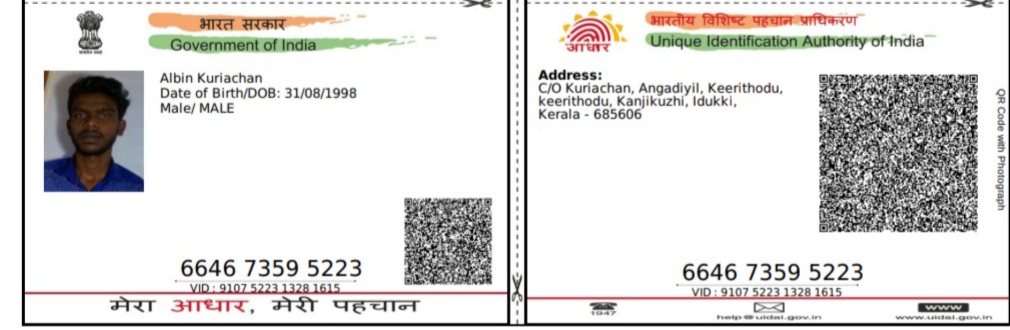 भारत सरकार
Government of India
Albin Kuriachan
Date of Birth/DOB: 31/08/1998
Male/ MALE
6646 7359 5223
VID : 9107 5223 1328 1615
मेरा आधार, मेरी पहचान
आधार
भारतीय विशिष्ट पहचान प्राधिकरण
Unique Identification Authority of India
Address:
C/O Kuriachan, Angadiyil, Keerithodu,
keerithodu, Kanjikuzhi, Idukki,
Kerala - 685606
QR Code with Photograph
6646 7359 5223
VID : 9107 5223 1328 1615
1947
help@uidai.gov.in
WWW
www.uidai.gov.in